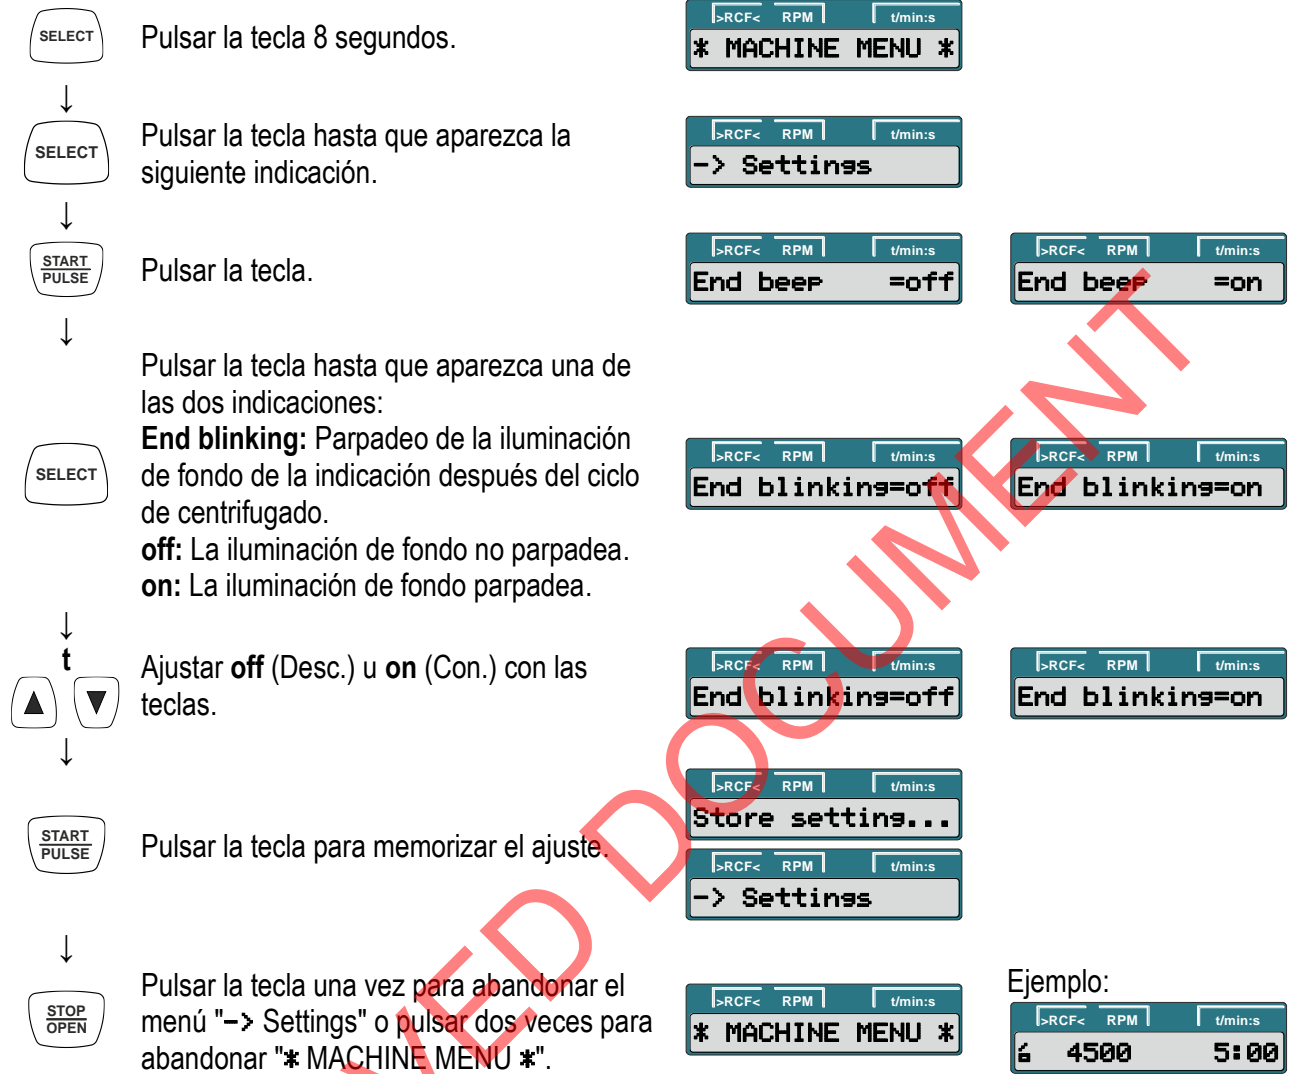 SELECT
Pulsar la tecla 8 segundos.
>RCF< RPM t/min:s
* MACHINE MENU *
↓
SELECT
Pulsar la tecla hasta que aparezca la
siguiente indicación.
>RCF< RPM t/min:s
-> Settings
↓
START
PULSE
Pulsar la tecla.
>RCF< RPM t/min:s
End beep =off
>RCF< RPM t/min:s
End beep =on
↓
SELECT
Pulsar la tecla hasta que aparezca una de
las dos indicaciones:
End blinking: Parpadeo de la iluminación
de fondo de la indicación después del ciclo
de centrifugado.
off: La iluminación de fondo no parpadea.
on: La iluminación de fondo parpadea.
>RCF< RPM t/min:s
End blinking=off
>RCF< RPM t/min:s
End blinking=on
↓
t
▲ ▼
Ajustar off (Desc.) u on (Con.) con las
teclas.
>RCF< RPM t/min:s
End blinking=off
>RCF< RPM t/min:s
End blinking=on
↓
START
PULSE
Pulsar la tecla para memorizar el ajuste.
>RCF< RPM t/min:s
Store setting...
>RCF< RPM t/min:s
-> Settings
↓
STOP
OPEN
Pulsar la tecla una vez para abandonar el
menú "-> Settings" o pulsar dos veces para
abandonar "* MACHINE MENU *".
>RCF< RPM t/min:s
* MACHINE MENU *
Ejemplo:
>RCF< RPM t/min:s
4500 5:00
VED DOCUMENT